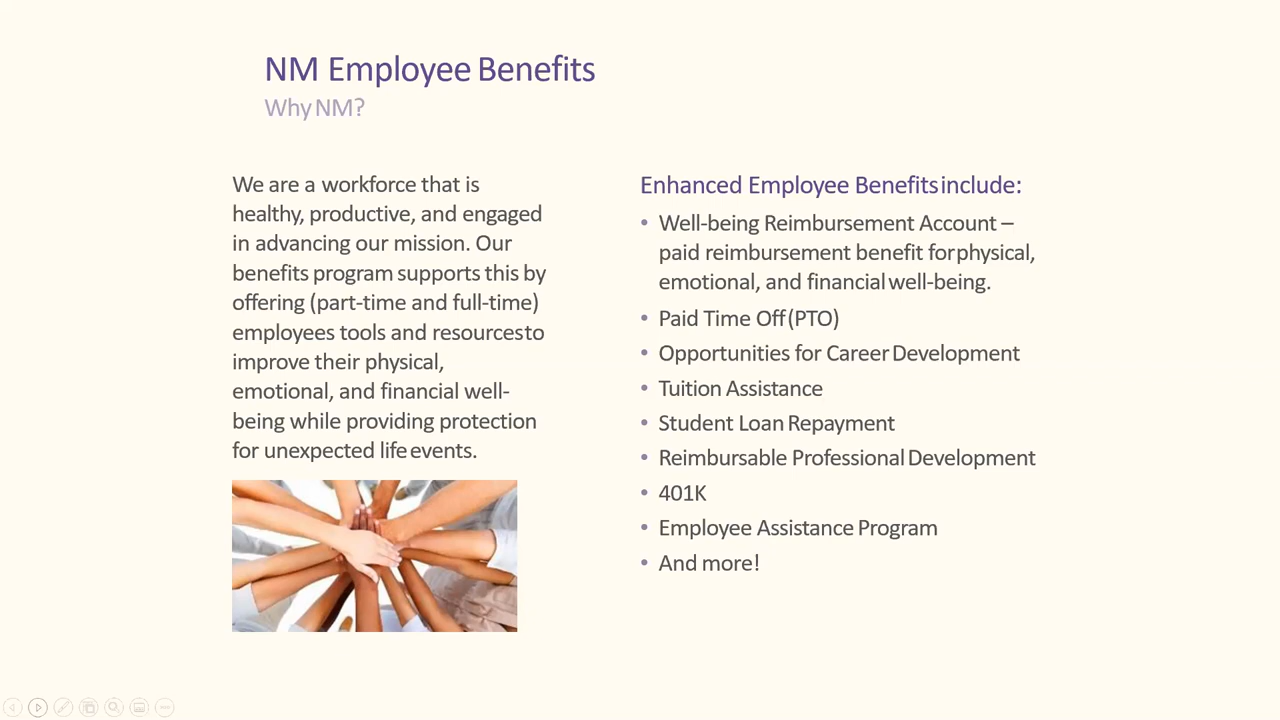 NM Employee Benefits
Why NM?
We are a workforce that is
healthy, productive, and engaged
in advancing our mission. Our
benefits program supports this by
offering (part-time and full-time)
employees tools and resources to
improve their physical,
emotional, and financial well-
being while providing protection
for unexpected life events.
Enhanced Employee Benefits include:
• Well-being Reimbursement Account –
paid reimbursement benefit for physical,
emotional, and financial well-being.
• Paid Time Off (PTO)
• Opportunities for Career Development
• Tuition Assistance
• Student Loan Repayment
• Reimbursable Professional Development
• 401K
• Employee Assistance Program
• And more!